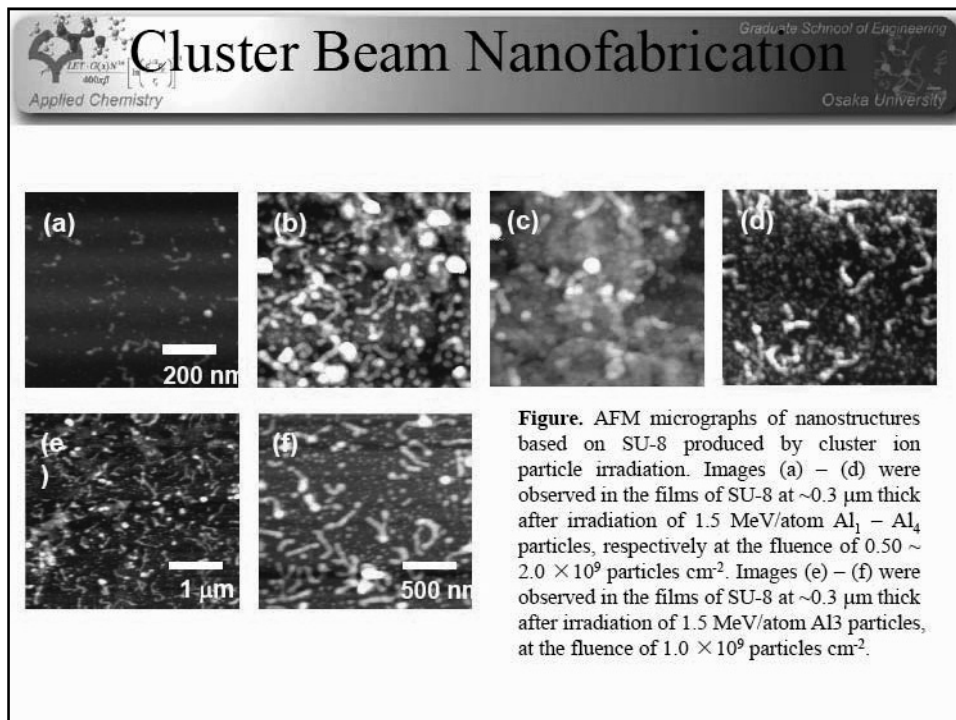 Graduate School of Engineering
Cluster Beam Nanofabrication
Applied Chemistry
Osaka University
(a)
200 nm
(b)
(c)
(d)
(e
)
1 μm
(f)
500 nm
Figure. AFM micrographs of nanostructures
based on SU-8 produced by cluster ion
particle irradiation. Images (a) – (d) were
observed in the films of SU-8 at ~0.3 μm thick
after irradiation of 1.5 MeV/atom Al₁ – Al₄
particles, respectively at the fluence of 0.50 ~
2.0 ×10⁹ particles cm⁻². Images (e) – (f) were
observed in the films of SU-8 at ~0.3 μm thick
after irradiation of 1.5 MeV/atom Al3 particles,
at the fluence of 1.0 ×10⁹ particles cm⁻².